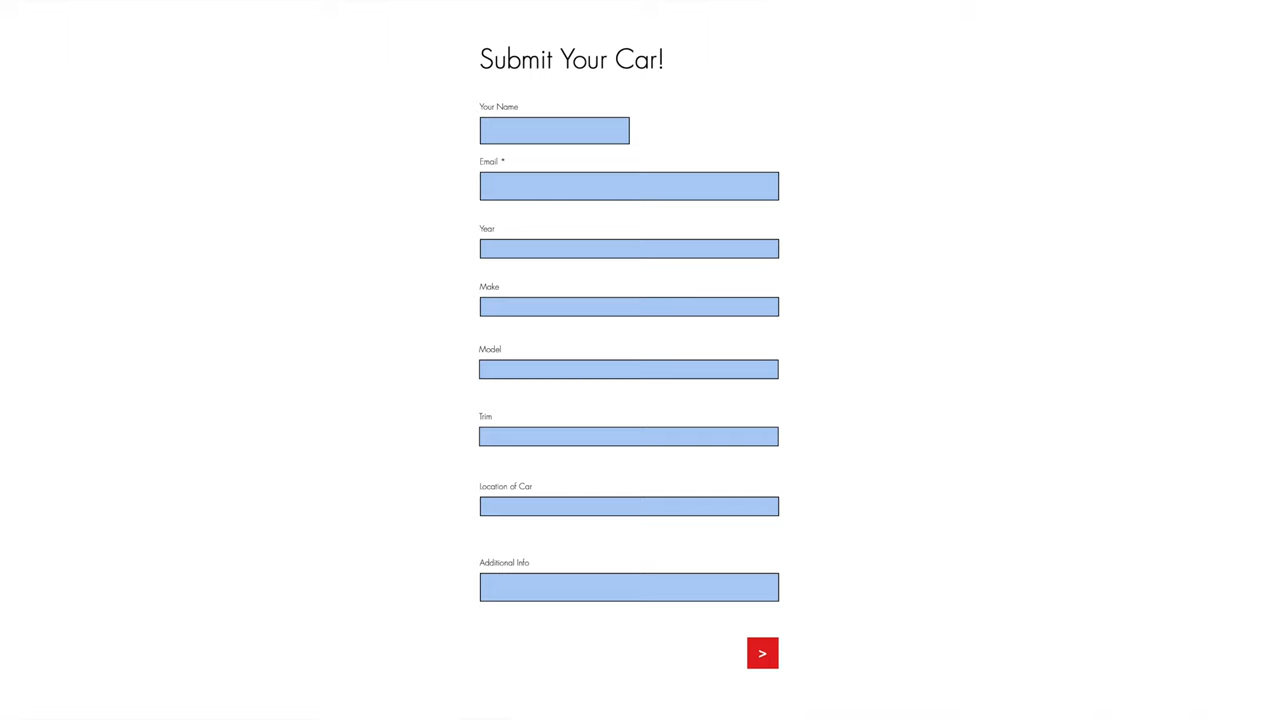 Submit Your Car!
Your Name
Email *
Year
Make
Model
Trim
Location of Car
Additional Info
>